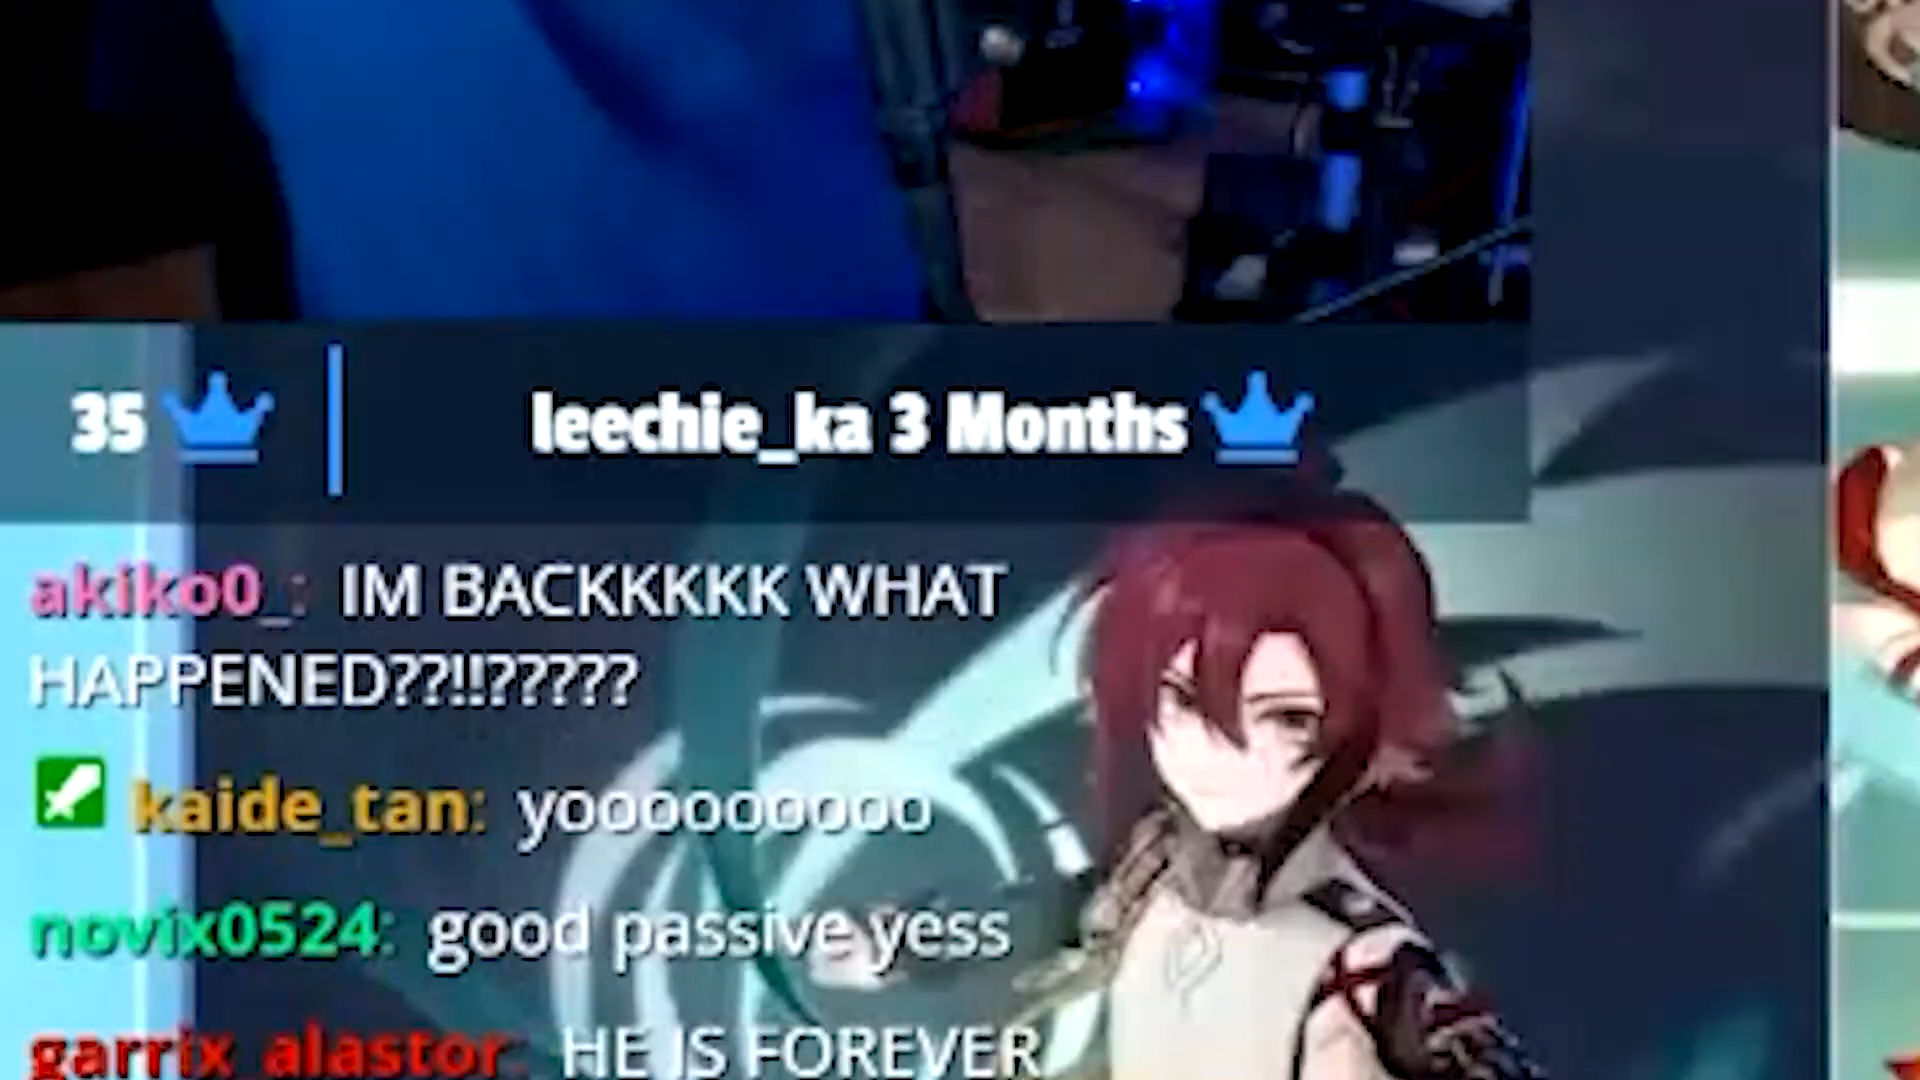 35
leechie_ka 3 Months
akiko0_: IM BACKKKKK WHAT
HAPPENED??!!?????
kaide_tan: yoooooooooo
novix0524: good passive yess
garrix_alastor: HE IS FOREVER